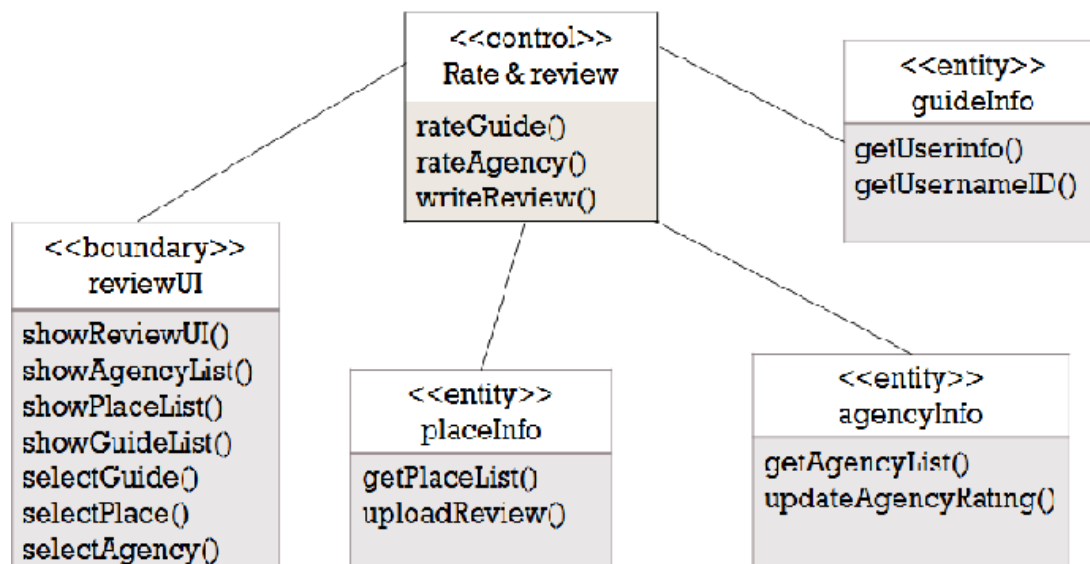 <<control>>
Rate & review
rateGuide()
rateAgency()
writeReview()
<<entity>>
guideInfo
getUserinfo()
getUsernameID()
<<boundary>>
reviewUI
showReviewUI()
showAgencyList()
showPlaceList()
showGuideList()
selectGuide()
selectPlace()
selectAgency()
<<entity>>
placeInfo
getPlaceList()
uploadReview()
<<entity>>
agencyInfo
getAgencyList()
updateAgencyRating()